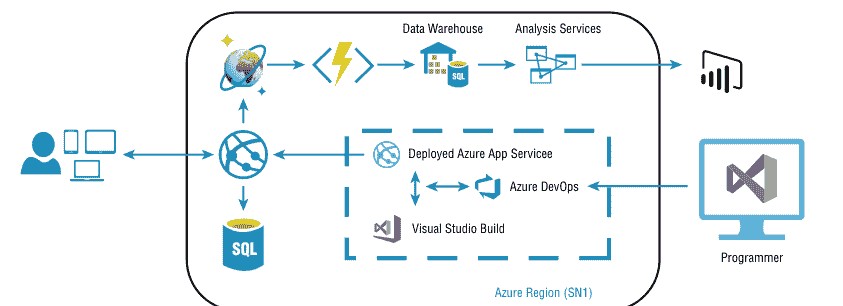 Data Warehouse
Analysis Services
SQL
Deployed Azure App Servicee
Azure DevOps
SQL
Visual Studio Build
Programmer
Azure Region (SN1)